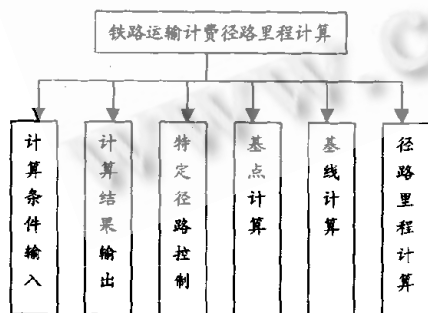 铁路运输计费径路里程计算
计算条件输入
计算结果输出
特定径路控制
基点计算
基线计算
径路里程计算